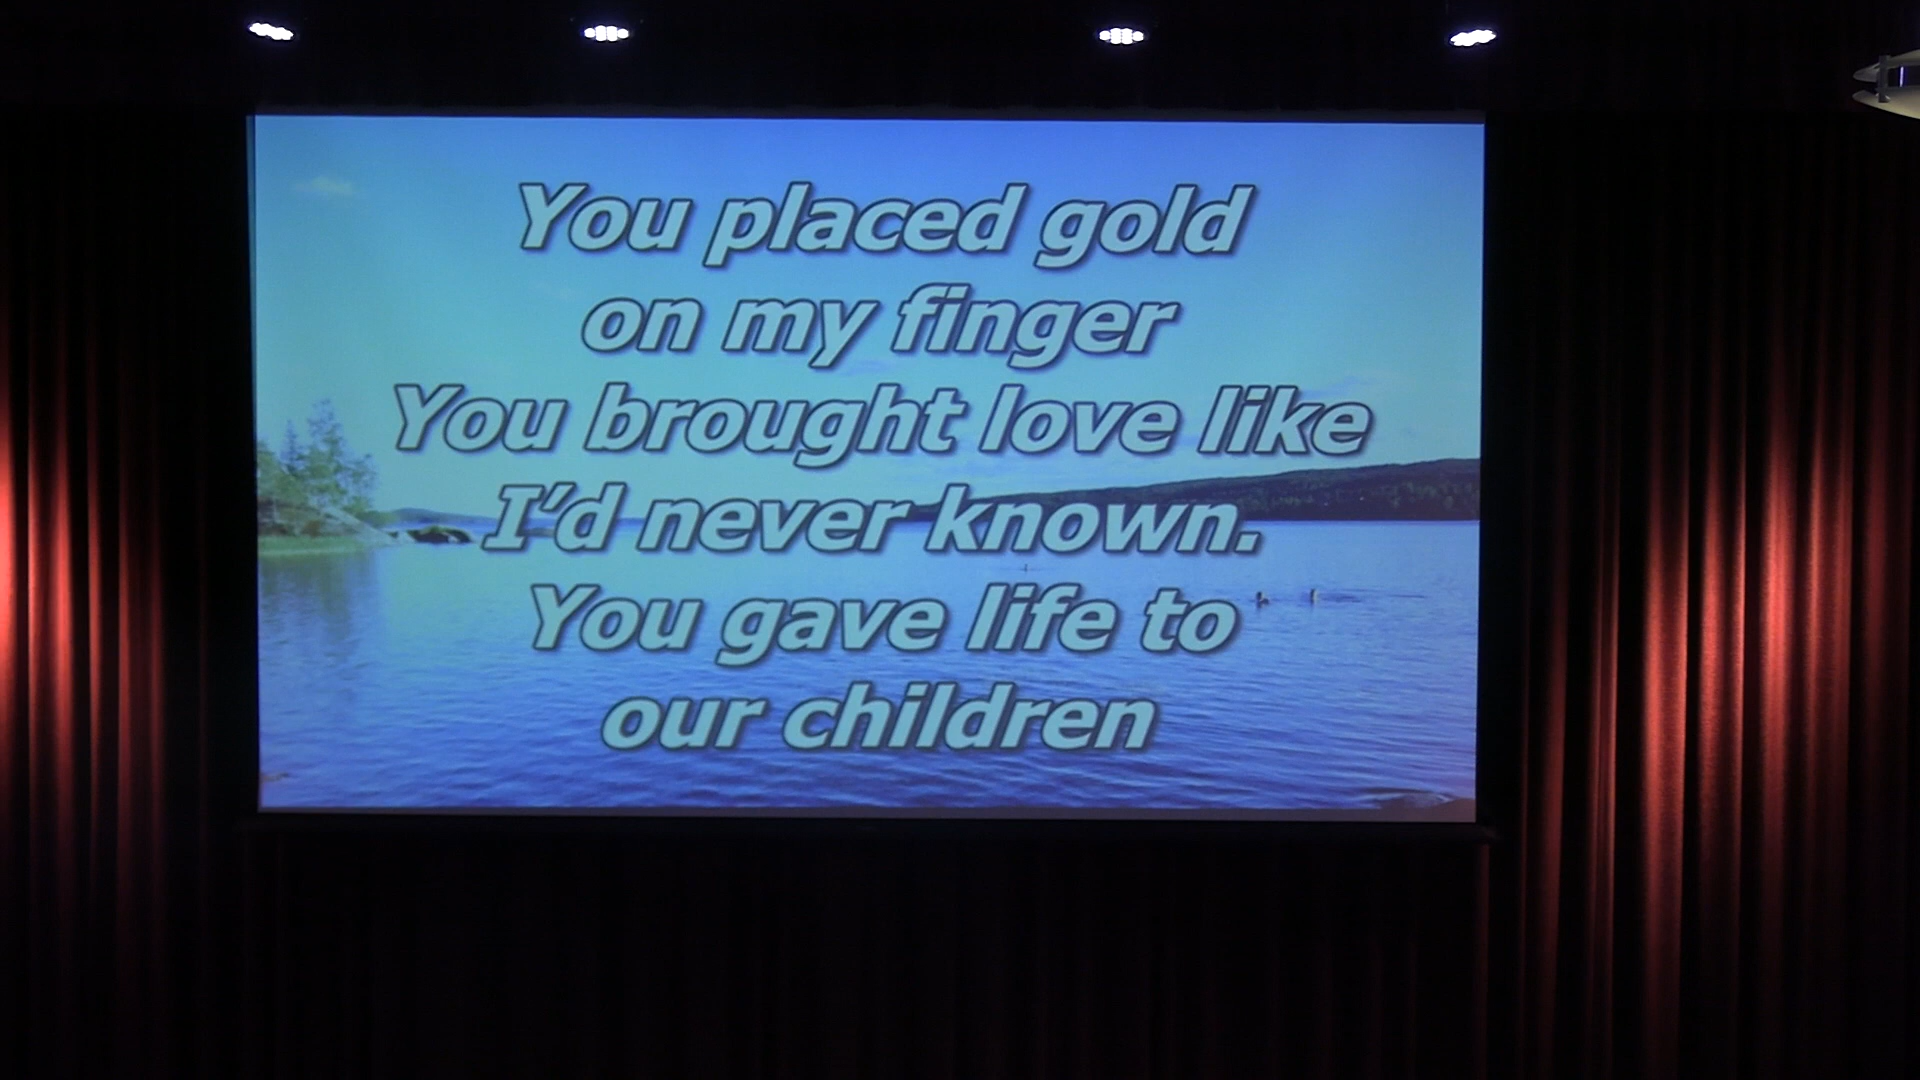 You placed gold
on my finger
You brought love like
I'd never known.
You gave life to
our children